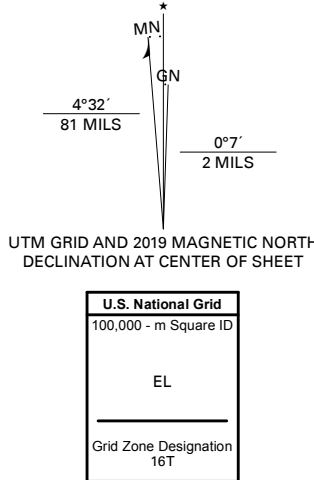 ★
MN
GN
4°32´
81 MILS
0°7´
2 MILS
UTM GRID AND 2019 MAGNETIC NORTH
DECLINATION AT CENTER OF SHEET
U.S. National Grid
100,000 - m Square ID
EL
Grid Zone Designation
16T